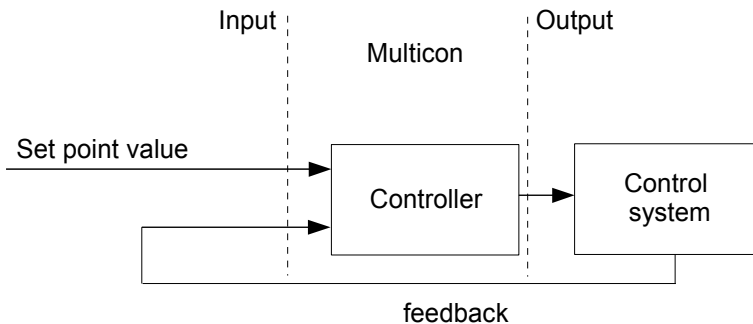 Input
Output
Multicon
Set point value
Controller
Control
system
feedback